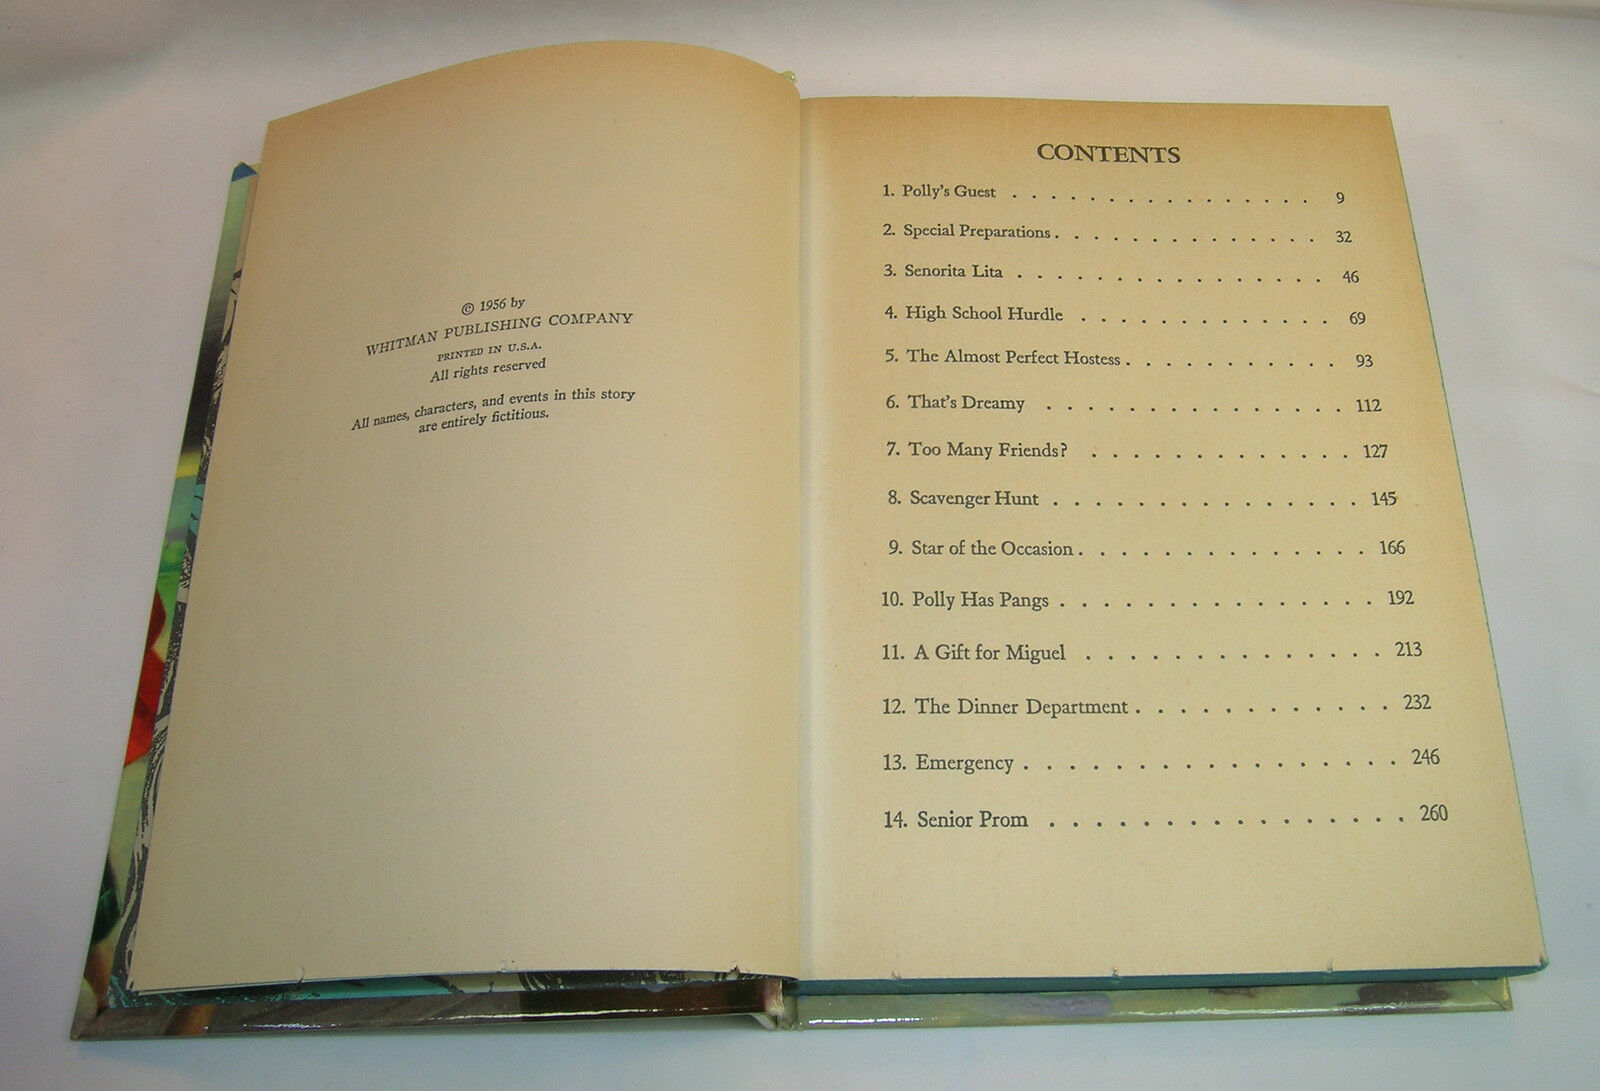 © 1956 by
WHITMAN PUBLISHING COMPANY
PRINTED IN U.S.A.
All rights reserved
All names, characters, and events in this story
are entirely fictitious.
CONTENTS
1. Polly's Guest . . . . . . . . . . . . . . . . 9
2. Special Preparations . . . . . . . . . . . . . . 32
3. Senorita Lita . . . . . . . . . . . . . . . . 46
4. High School Hurdle . . . . . . . . . . . . . 69
5. The Almost Perfect Hostess . . . . . . . . . . . 93
6. That's Dreamy . . . . . . . . . . . . . . . 112
7. Too Many Friends? . . . . . . . . . . . . . 127
8. Scavenger Hunt . . . . . . . . . . . . . . . 145
9. Star of the Occasion . . . . . . . . . . . . . . 166
10. Polly Has Pangs . . . . . . . . . . . . . . . 192
11. A Gift for Miguel . . . . . . . . . . . . . . 213
12. The Dinner Department . . . . . . . . . . . . 232
13. Emergency . . . . . . . . . . . . . . . . . 246
14. Senior Prom . . . . . . . . . . . . . . . . 260